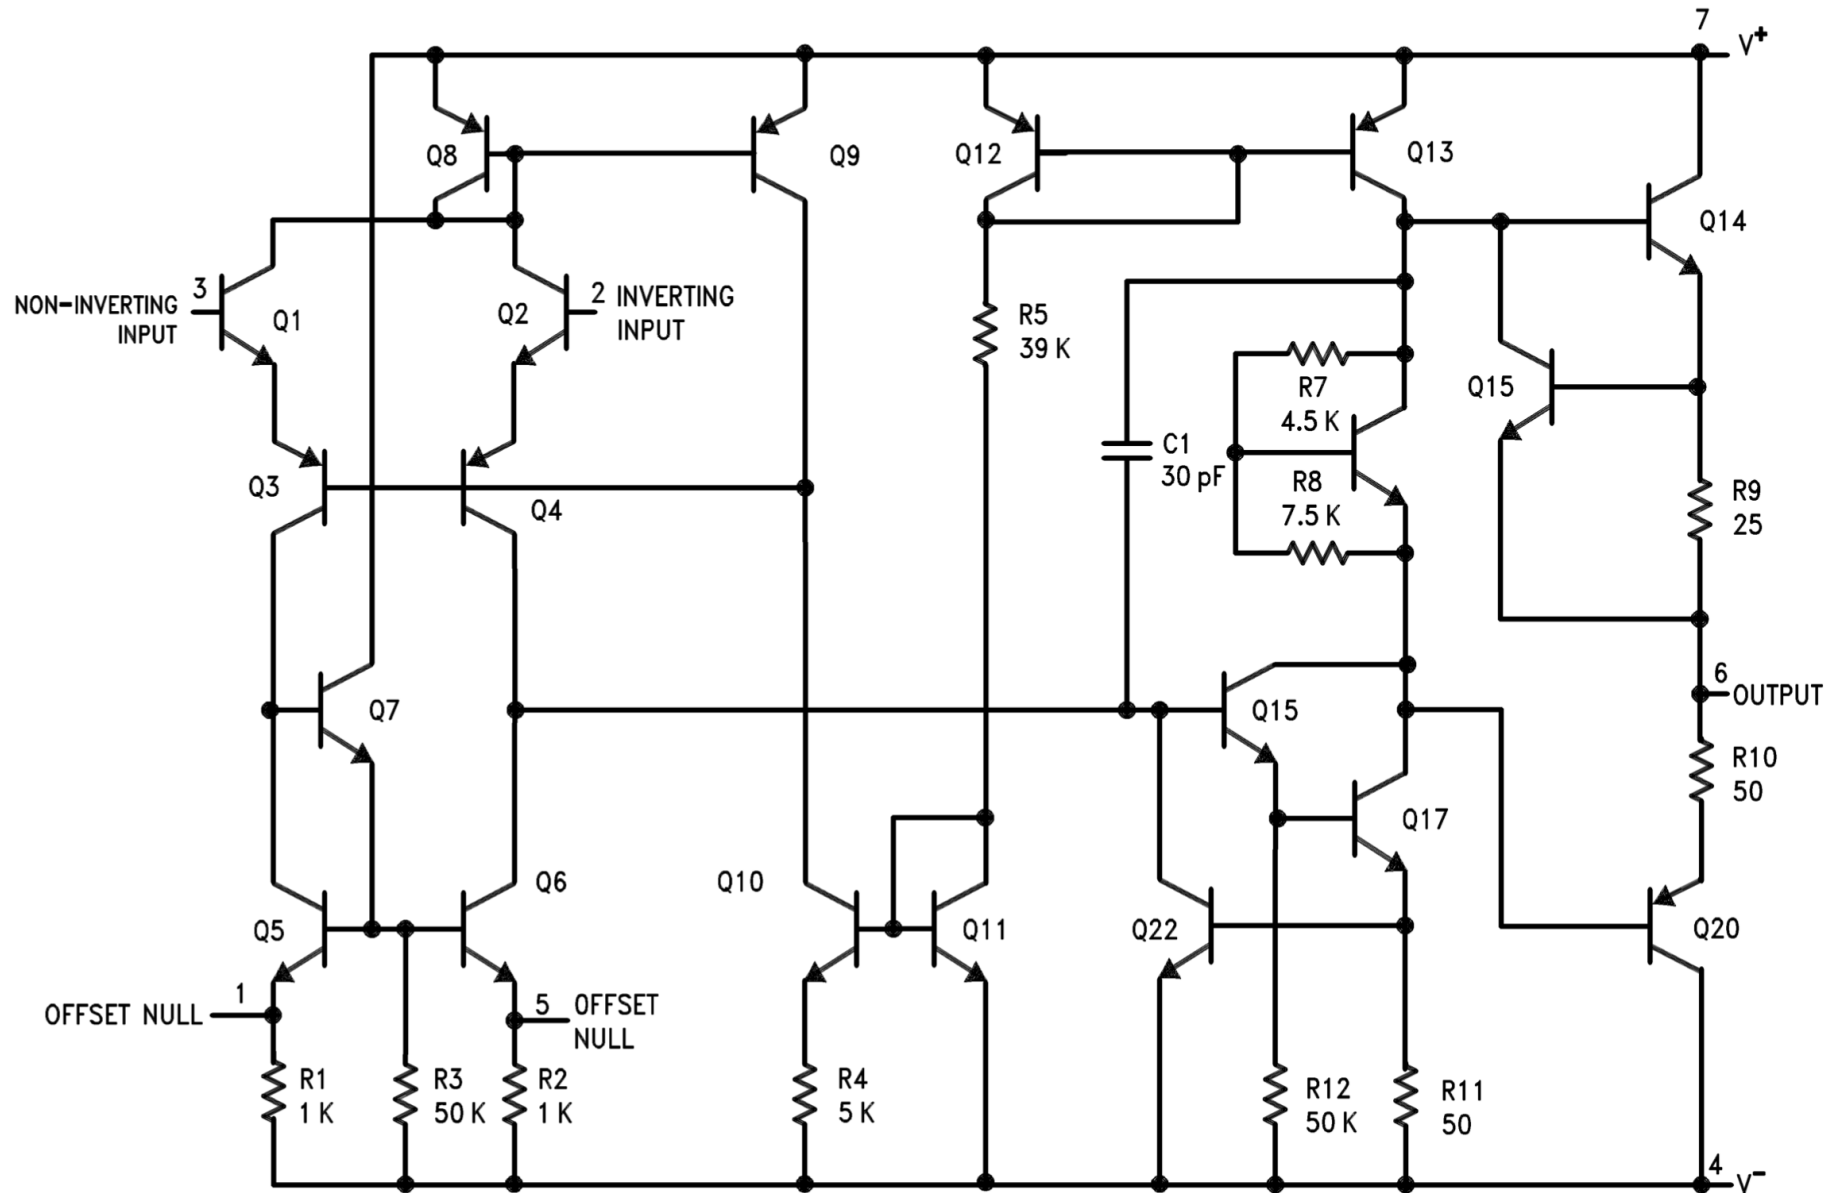 7
V+
Q8
Q9
Q12
Q13
Q14
3
NON-INVERTING
INPUT
Q1
Q2
2
INVERTING
INPUT
R5
39 K
R7
4.5 K
Q15
C1
30 pF
R8
7.5 K
R9
25
Q3
Q4
Q7
Q15
6
OUTPUT
R10
50
Q17
Q5
Q6
Q10
Q11
Q22
Q20
1
OFFSET NULL
5
OFFSET
NULL
R1
1 K
R3
50 K
R2
1 K
R4
5 K
R12
50 K
R11
50
4
V-